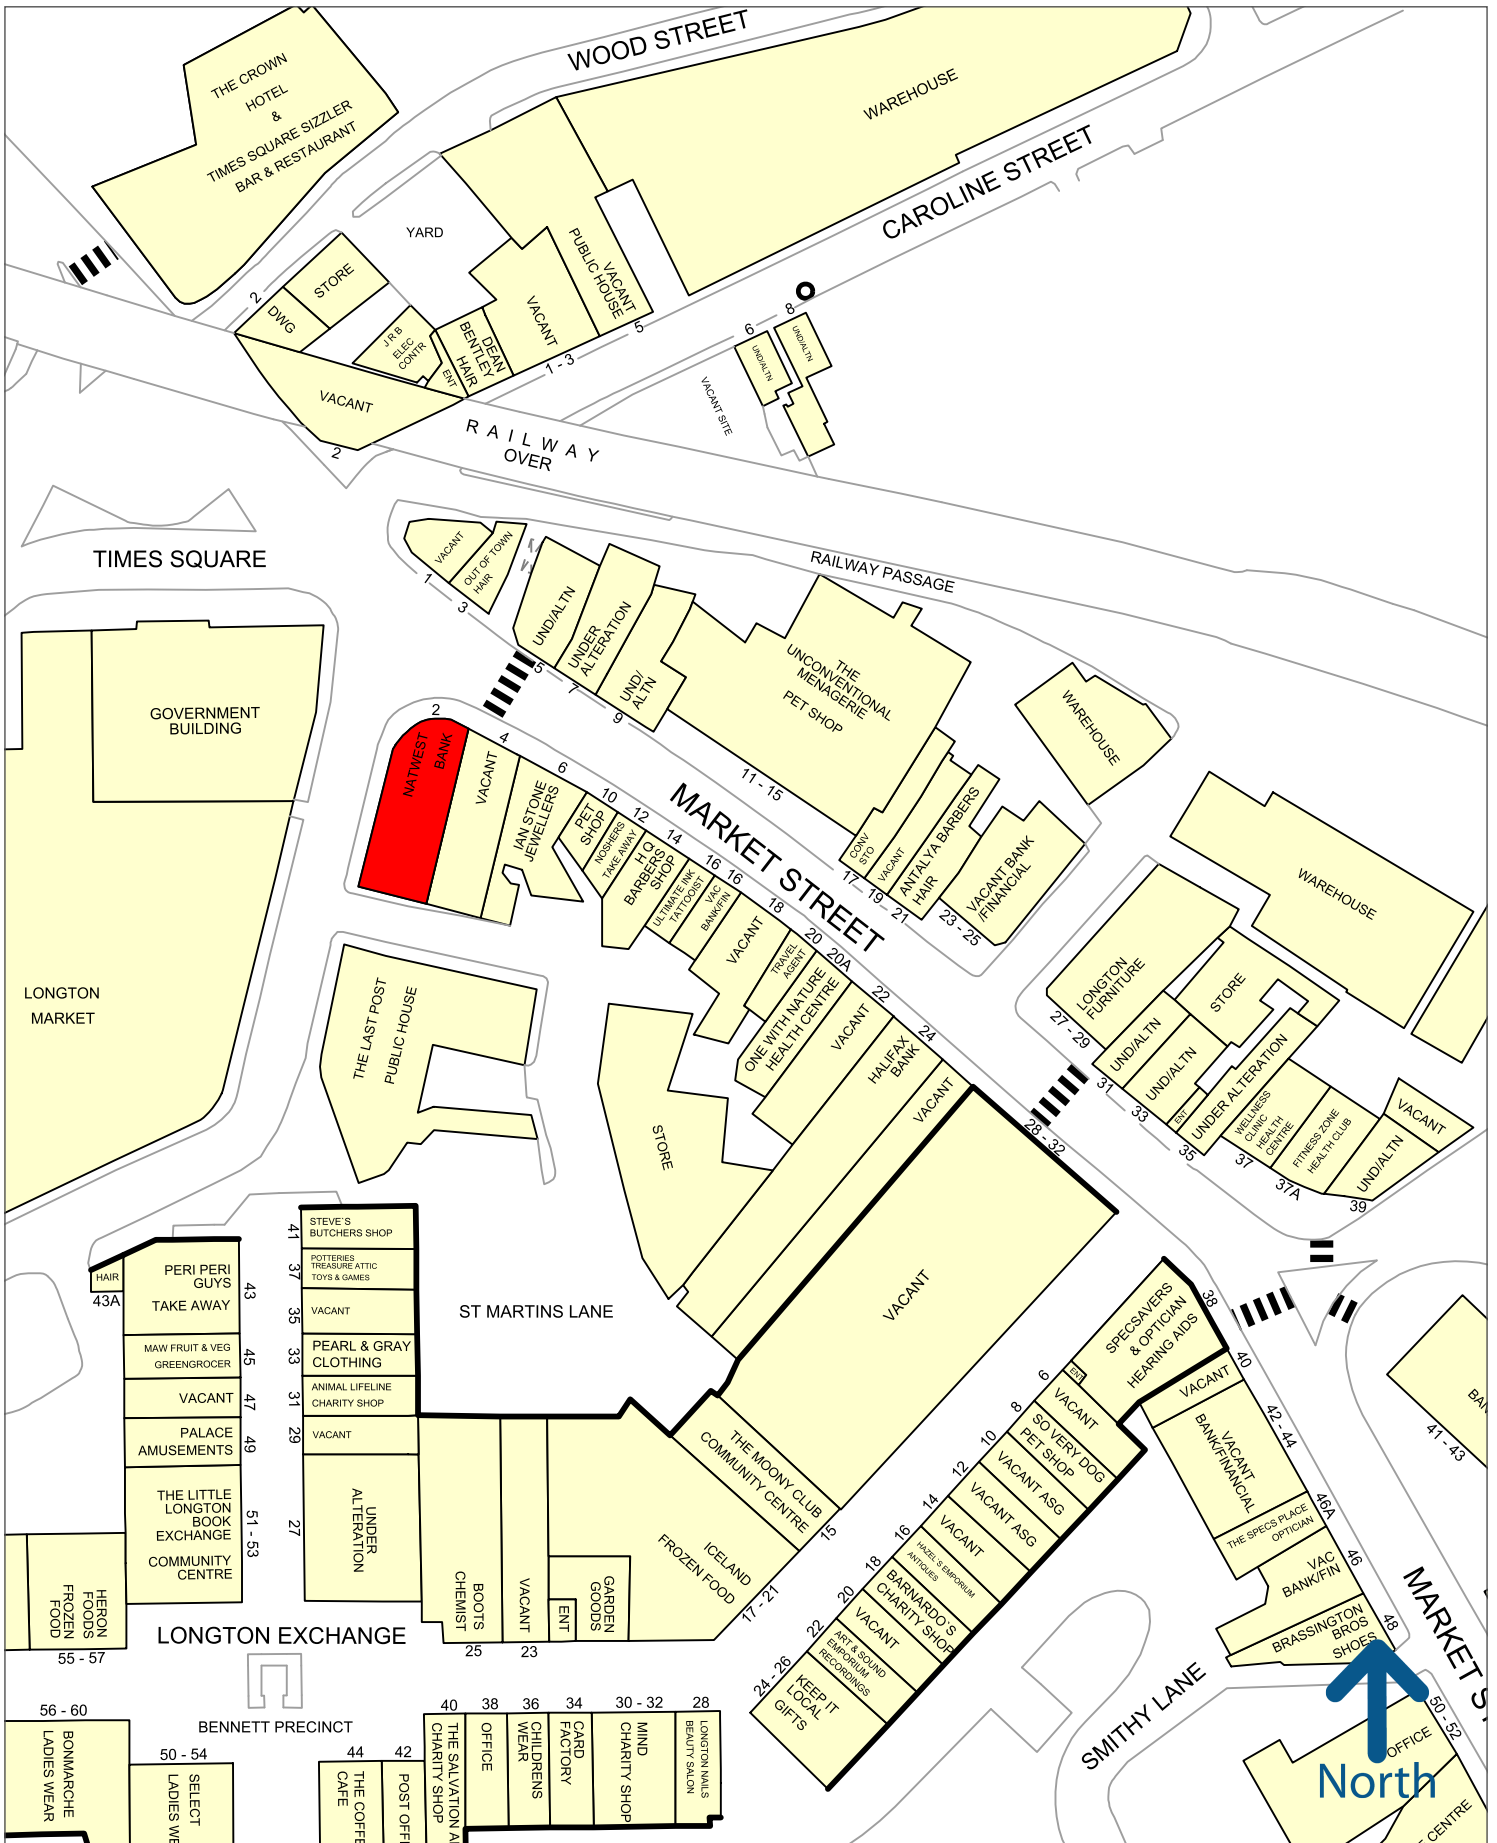 WOOD STREET
THE CROWN
HOTEL
&
TIMES SQUARE SIZZLER
BAR & RESTAURANT
WAREHOUSE
CAROLINE STREET
YARD
2
STORE
DWG
J R B
ELEC
CONTR
ENT
DEAN
BENTLEY
HAIR
VACANT
VACANT
PUBLIC HOUSE
5
1 - 3
6
8
UND/ALTN
UND/ALTN
VACANT SITE
VACANT
2
RAILWAY
OVER
TIMES SQUARE
VACANT
OUT OF TOWN
HAIR
1
3
RAILWAY PASSAGE
UND/ALTN
UNDER
ALTERATION
UND/
ALTN
5
7
9
THE
UNCONVENTIONAL
MENAGERIE
PET SHOP
11 - 15
WAREHOUSE
GOVERNMENT
BUILDING
2
NATWEST
BANK
4
VACANT
6
IAN STONE
JEWELLERS
10
PET
SHOP
12
NOSHERS
TAKE AWAY
14
H Q
BARBERS
SHOP
16
ULTIMATE INK
TATTOOIST
16
VAC
BANK/FIN
18
VACANT
20
TRAVEL
AGENT
20A
ONE WITH NATURE
HEALTH CENTRE
22
VACANT
24
HALIFAX
BANK
VACANT
MARKET STREET
CONV
STO
VACANT
ANTALYA BARBERS
HAIR
VACANT BANK
/FINANCIAL
17
19
21
23 - 25
WAREHOUSE
LONGTON
FURNITURE
27 - 29
STORE
UND/ALTN
UND/ALTN
ENT
UNDER ALTERATION
WELLNESS
CLINIC
HEALTH
CENTRE
FITNESS ZONE
HEALTH CLUB
UND/ALTN
VACANT
31
33
35
37
37A
39
LONGTON
MARKET
THE LAST POST
PUBLIC HOUSE
STORE
28 - 32
VACANT
ST MARTINS LANE
41
STEVE`S
BUTCHERS SHOP
37
POTTERIES
TREASURE ATTIC
TOYS & GAMES
35
VACANT
33
PEARL & GRAY
CLOTHING
31
ANIMAL LIFELINE
CHARITY SHOP
29
VACANT
27
UNDER
ALTERATION
HAIR
43A
PERI PERI
GUYS
TAKE AWAY
43
MAW FRUIT & VEG
GREENGROCER
45
VACANT
47
PALACE
AMUSEMENTS
49
THE LITTLE
LONGTON
BOOK
EXCHANGE
COMMUNITY
CENTRE
51 - 53
HERON
FOODS
FROZEN
FOOD
55 - 57
BOOTS
CHEMIST
25
VACANT
23
ENT
GARDEN
GOODS
ICELAND
FROZEN FOOD
17 - 21
THE MOONY CLUB
COMMUNITY CENTRE
15
SPECSAVERS
& OPTICIAN
HEARING AIDS
38
ENT
6
VACANT
8
SO VERY DOG
PET SHOP
10
VACANT ASG
12
VACANT ASG
14
VACANT
16
HAZEL`S EMPORIUM
ANTIQUES
18
BARNARDO`S
CHARITY SHOP
20
VACANT
22
ART & SOUND
EMPORIUM
RECORDINGS
24 - 26
KEEP IT
LOCAL
GIFTS
40
VACANT
42 - 44
VACANT
BANK/FINANCIAL
46A
THE SPECS PLACE
OPTICIAN
46
VAC
BANK/FIN
48
BRASSINGTON
BROS
SHOES
41 - 43
MARKET
SMITHY LANE
50 - 52
OFFICE
CENTRE
North
LONGTON EXCHANGE
BENNETT PRECINCT
56 - 60
BONMARCHE
LADIES WEAR
50 - 54
SELECT
LADIES WE
44
THE COFFE
CAFE
42
POST OFFI
40
THE SALVATION A
CHARITY SHOP
38
OFFICE
36
CHILDRENS
WEAR
34
CARD
FACTORY
30 - 32
MIND
CHARITY SHOP
28
LONGTON NAILS
BEAUTY SALON